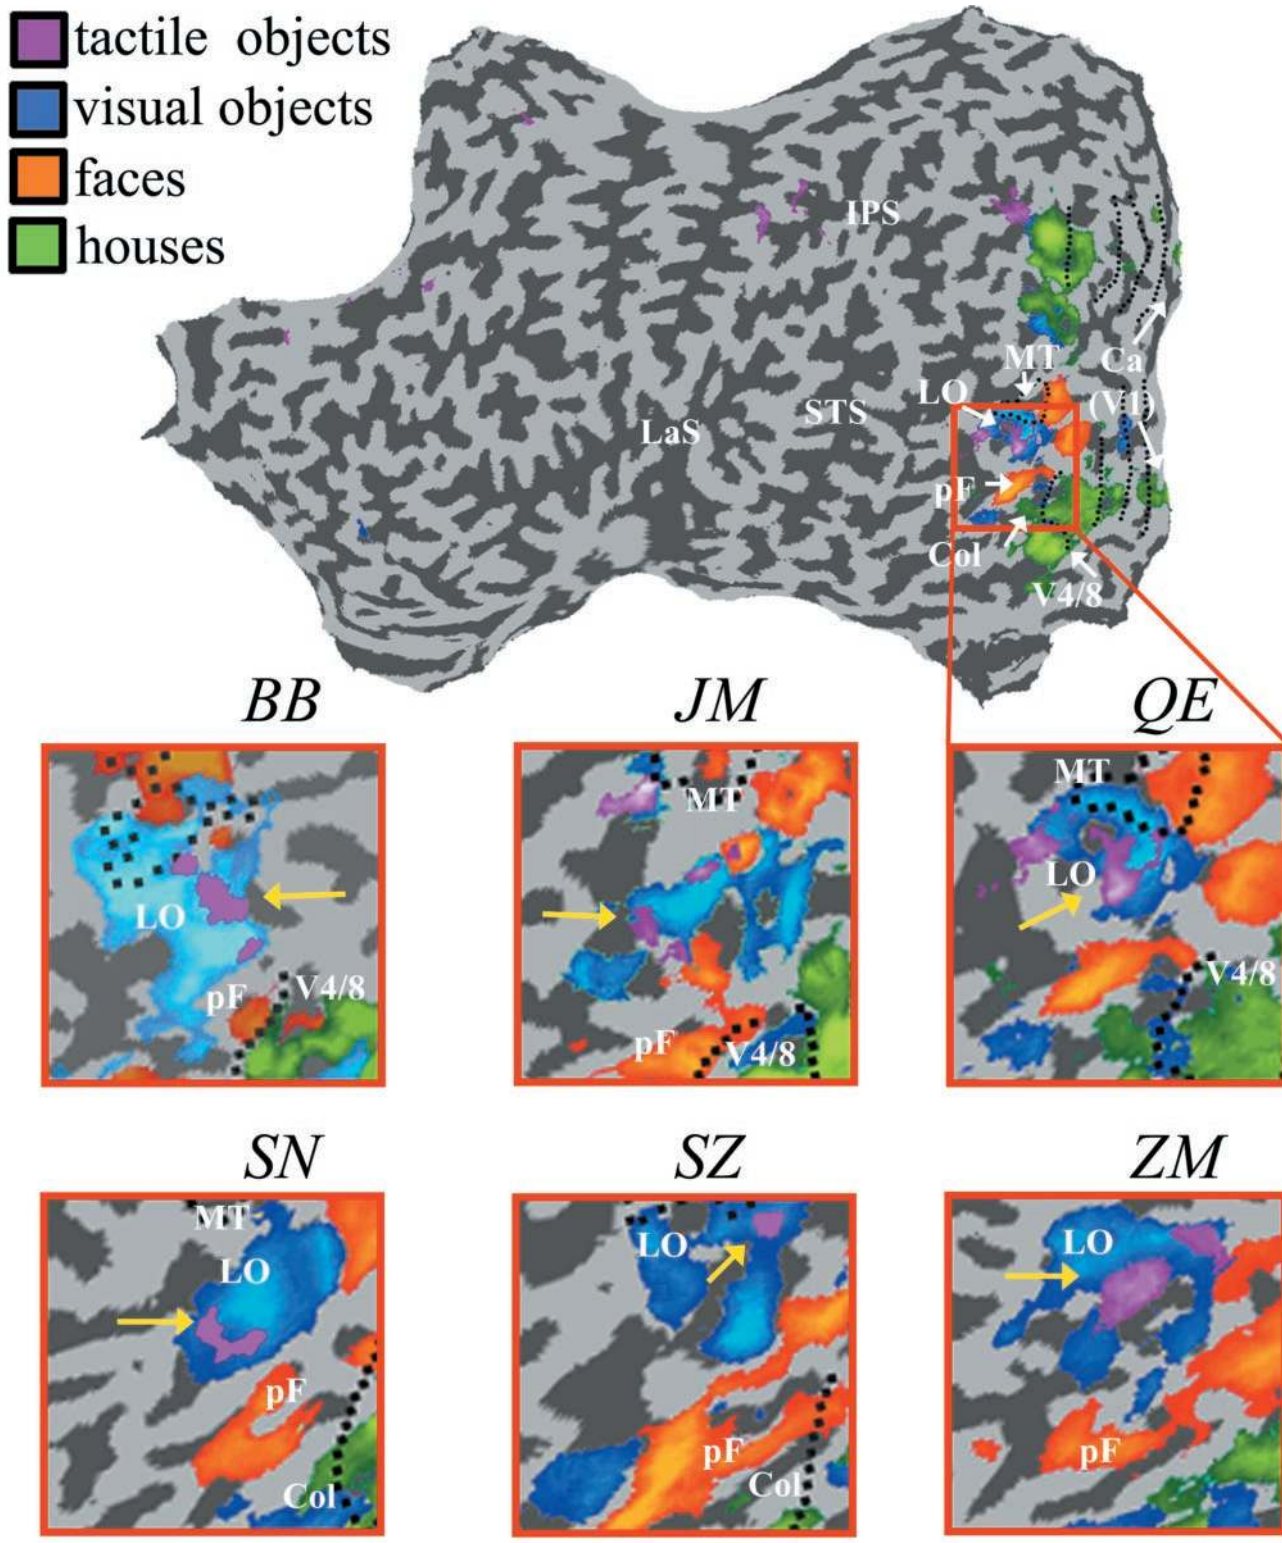 tactile objects
visual objects
faces
houses
IPS
MT
Ca
LO
(V1)
STS
LaS
pF
Col
V4/8
BB
JM
QE
MT
MT
LO
LO
V4/8
pF
V4/8
pF
V4/8
SN
SZ
ZM
MT
LO
LO
LO
pF
pF
pF
Col
Col